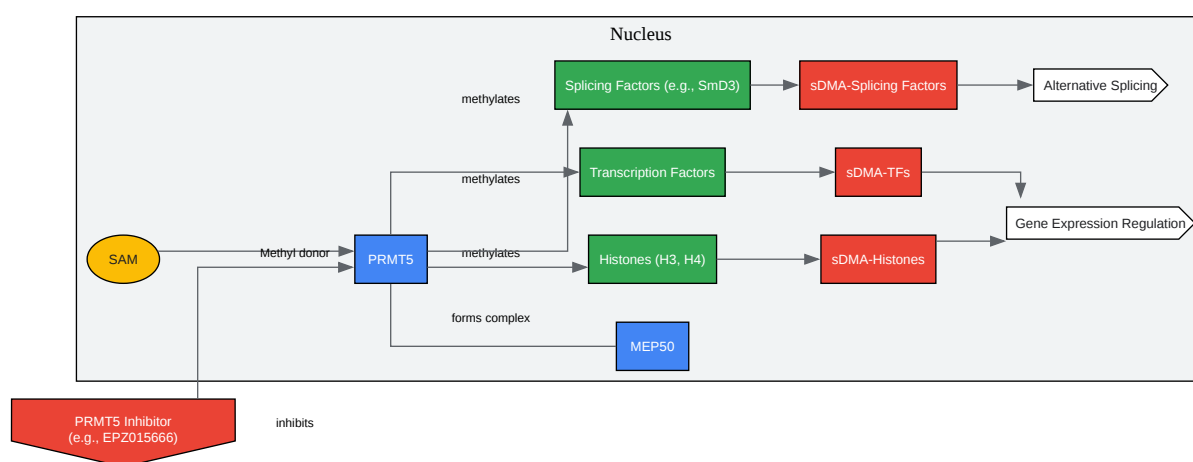 Nucleus
Splicing Factors (e.g., SmD3)
sDMA-Splicing Factors
Alternative Splicing
methylates
Transcription Factors
sDMA-TFs
methylates
Gene Expression Regulation
SAM
Methyl donor
PRMT5
methylates
Histones (H3, H4)
sDMA-Histones
forms complex
MEP50
PRMT5 Inhibitor
(e.g., EPZ015666)
inhibits